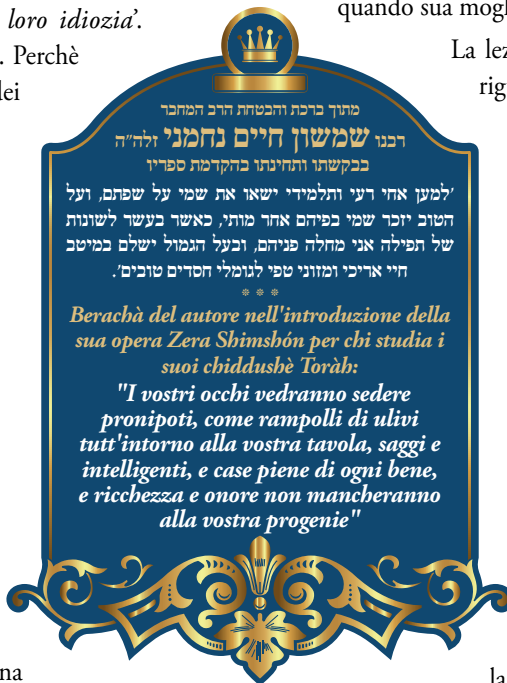 loro idiozia’.
. Perchè
lei
quando sua mogl
La lez
rig
מתוך ברכת והבטחת הרב המחבר
רבנו שמשון חיים נחמני זלה״ה
בבקשתו ותחינתו בהקדמת ספריו
׳למען אחי רעי ותלמידי ישאו את שמי על שפתם, ועל
הטוב יזכר שמי בפיהם אחר מותי, כאשר בעשר לשונות
של תפילה אני מחלה פניהם, ובעל הגמול ישלם במיטב
חיי אריכי ומזוני טפי לגומלי חסדים טובים׳.
Berachà del autore nell'introduzione della
sua opera Zera Shimshón per chi studia i
suoi chiddushè Toràh:
"I vostri occhi vedranno sedere
pronipoti, come rampolli di ulivi
tutt'intorno alla vostra tavola, saggi e
intelligenti, e case piene di ogni bene,
e ricchezza e onore non mancheranno
alla vostra progenie"
na
la